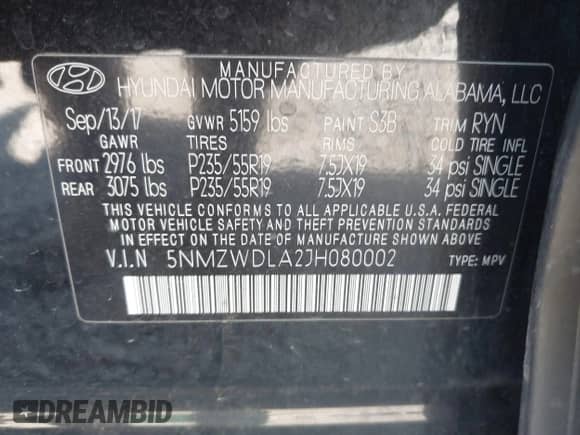 MANUFACTURED BY
HYUNDAI MOTOR MANUFACTURING ALABAMA, LLC
Sep/13/17 GVWR 5159 lbs PAINT S3B TRIM RYN
GAWR TIRES RIMS COLD TIRE INFL
FRONT 2976 lbs P235/55R19 7.5JX19 34 psi SINGLE
REAR 3075 lbs P235/55R19 7.5JX19 34 psi SINGLE
THIS VEHICLE CONFORMS TO ALL APPLICABLE U.S.A. FEDERAL
MOTOR VEHICLE SAFETY AND THEFT PREVENTION STANDARDS
IN EFFECT ON THE DATE OF MANUFACTURE SHOWN ABOVE.
V.I.N 5NMZWDLA2JH080002 TYPE: MPV
DREAMBID